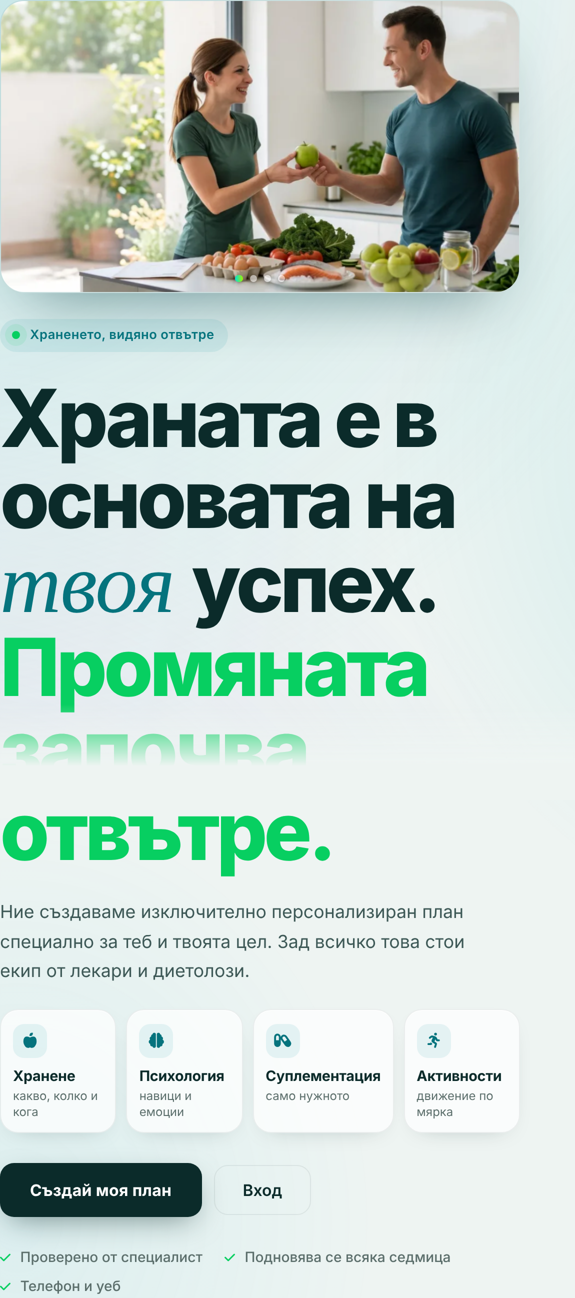 Храненето, видяно отвътре
Храната е в
основата на
твоя успех.
Промяната
започва
отвътре.
Ние създаваме изключително персонализиран план
специално за теб и твоята цел. Зад всичко това стои
екип от лекари и диетолози.
Хранене
какво, колко и
кога
Психология
навици и
емоции
Суплементация
само нужното
Активности
движение по
мярка
Създай моя план
Вход
Проверено от специалист
Подновява се всяка седмица
Телефон и уеб